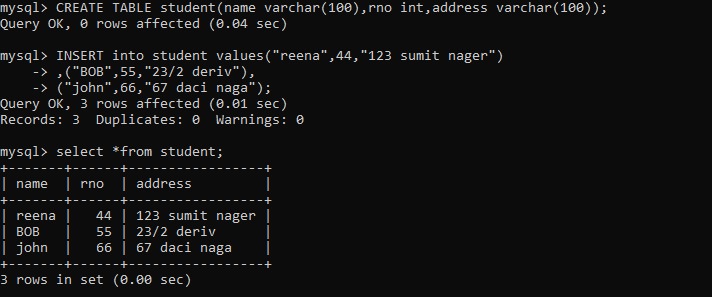 mysql> CREATE TABLE student(name varchar(100),rno int,address varchar(100));
Query OK, 0 rows affected (0.04 sec)
mysql> INSERT into student values("reena",44,"123 sumit nager")
    -> ,("BOB",55,"23/2 deriv"),
    -> ("john",66,"67 daci naga");
Query OK, 3 rows affected (0.01 sec)
Records: 3  Duplicates: 0  Warnings: 0
mysql> select *from student;
+-------+------+-----------------+
| name  | rno  | address         |
+-------+------+-----------------+
| reena |   44 | 123 sumit nager |
| BOB   |   55 | 23/2 deriv      |
| john  |   66 | 67 daci naga    |
+-------+------+-----------------+
3 rows in set (0.00 sec)